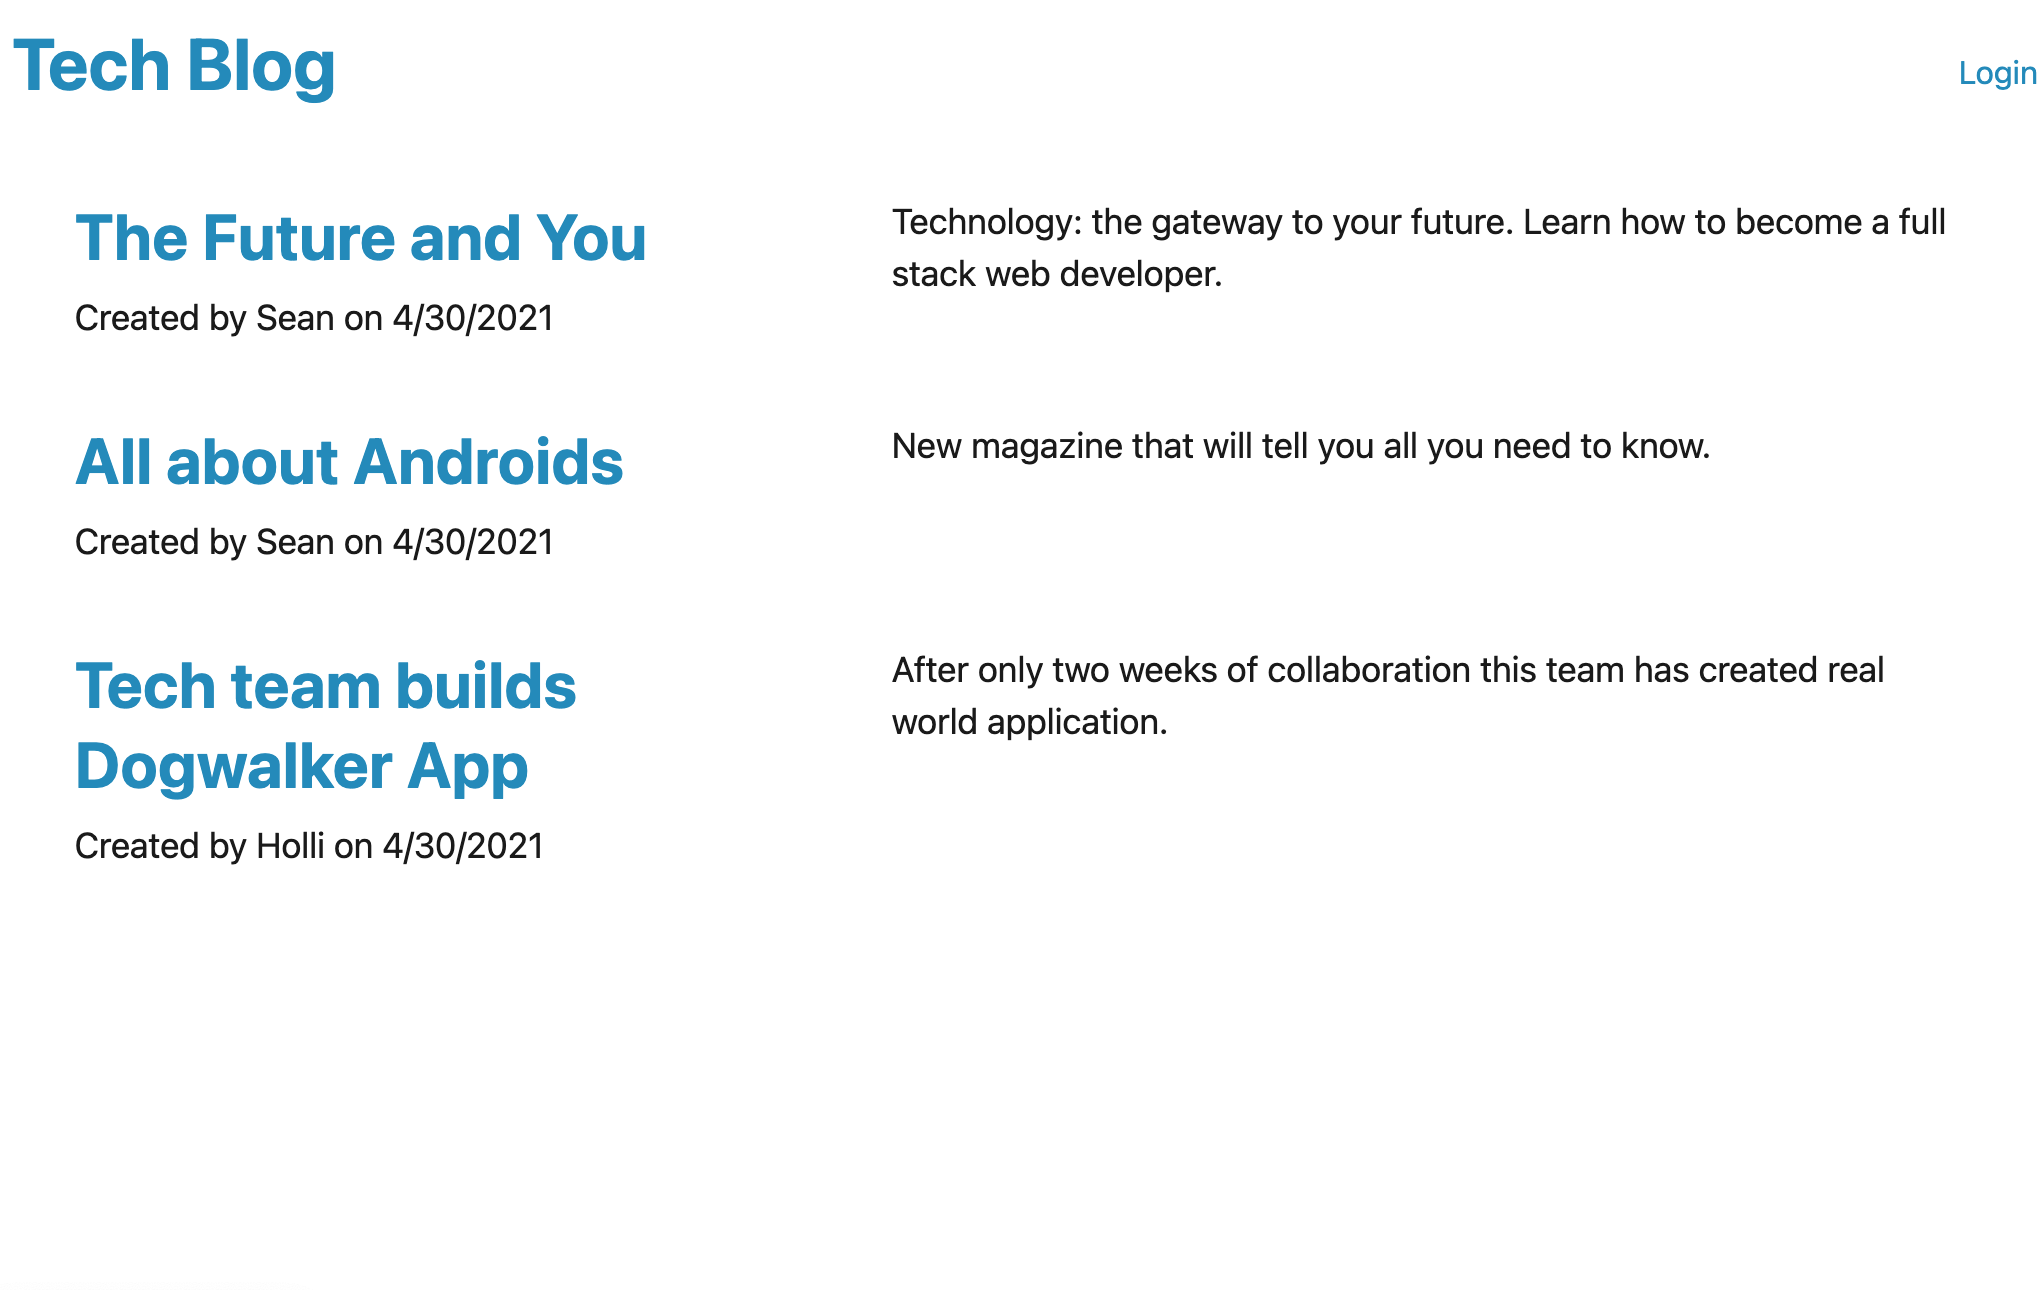 Tech Blog
Login
The Future and You
Created by Sean on 4/30/2021
Technology: the gateway to your future. Learn how to become a full
stack web developer.
All about Androids
Created by Sean on 4/30/2021
New magazine that will tell you all you need to know.
Tech team builds
Dogwalker App
Created by Holli on 4/30/2021
After only two weeks of collaboration this team has created real
world application.